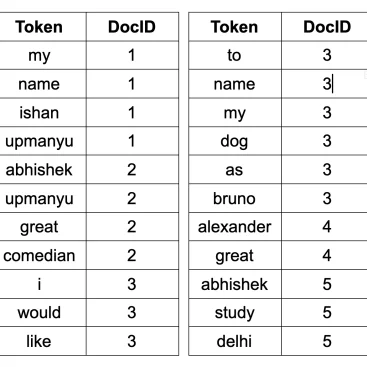 Token DocID
my 1
name 1
ishan 1
upmanyu 1
abhishek 2
upmanyu 2
great 2
comedian 2
i 3
would 3
like 3
Token DocID
to 3
name 3
my 3
dog 3
as 3
bruno 3
alexander 4
great 4
abhishek 5
study 5
delhi 5